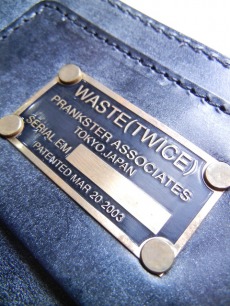 WASTE(TWICE)
PRANKSTER ASSOCIATES
TOKYO,JAPAN
SERIAL EM
PATENTED MAR 20 2003